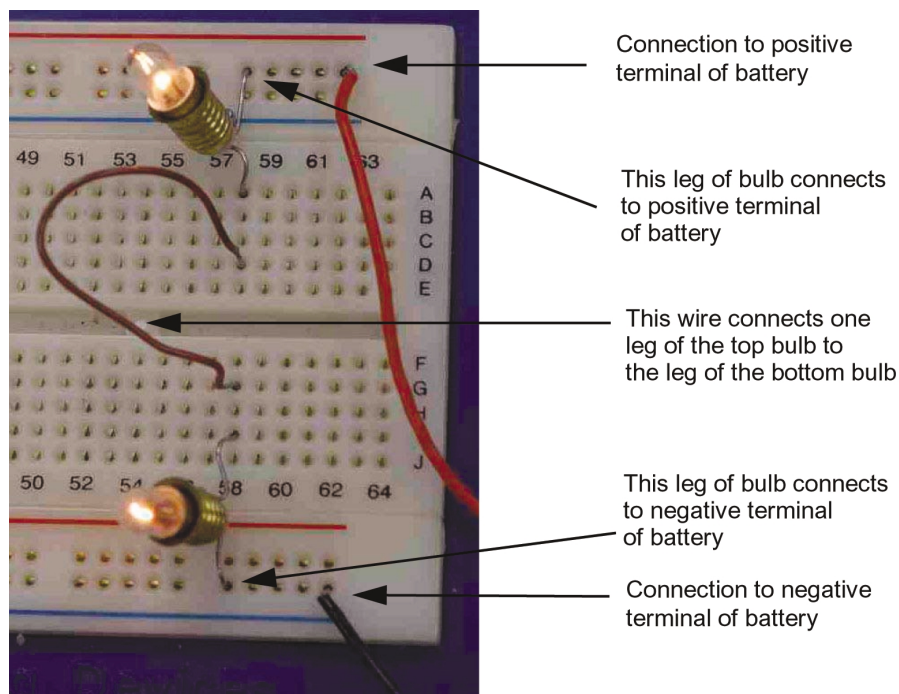 Connection to positive
terminal of battery
49 51 53 55 57 59 61 63
This leg of bulb connects
to positive terminal
of battery
A
B
C
D
E
This wire connects one
leg of the top bulb to
the leg of the bottom bulb
F
G
H
J
50 52 54 58 60 62 64
This leg of bulb connects
to negative terminal
of battery
Connection to negative
terminal of battery